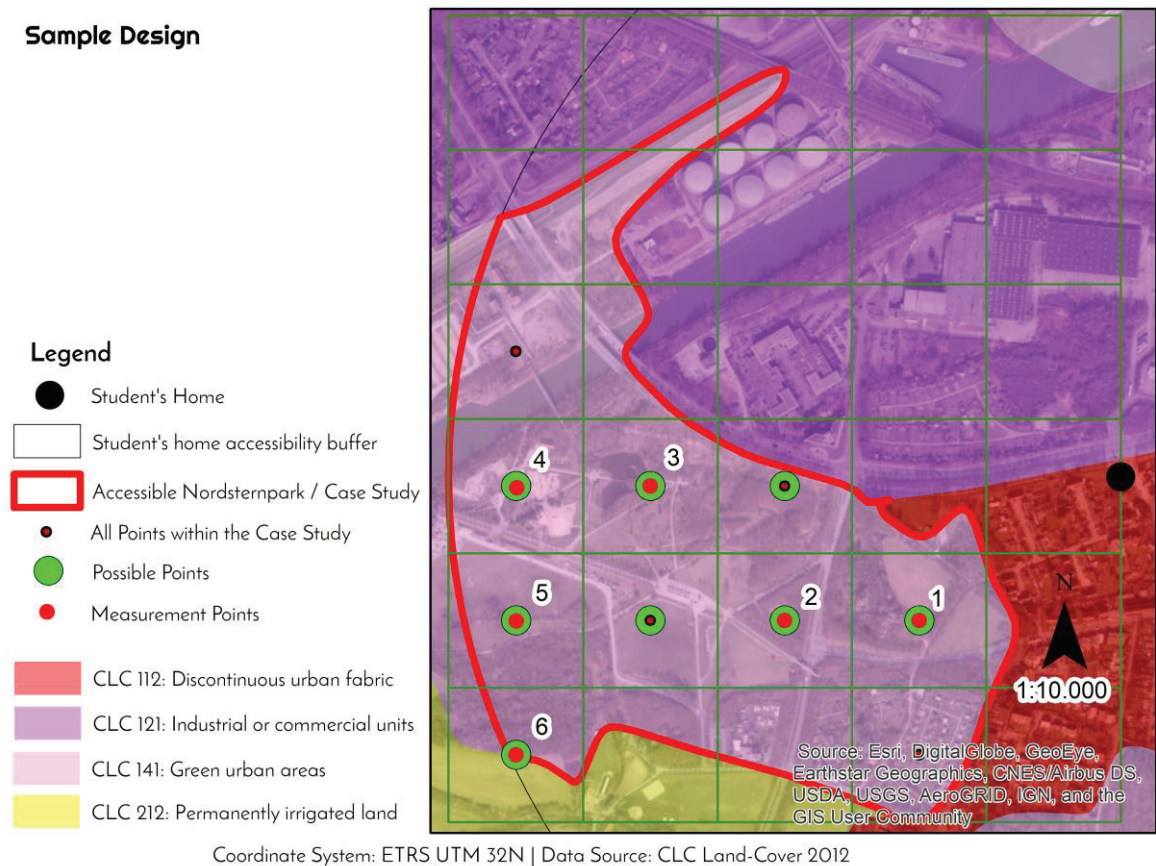 Sample Design
Legend
Student's Home
Student's home accessibility buffer
Accessible Nordsternpark / Case Study
All Points within the Case Study
Possible Points
Measurement Points
CLC 112: Discontinuous urban fabric
CLC 121: Industrial or commercial units
CLC 141: Green urban areas
CLC 212: Permanently irrigated land
4
3
5
2
1
6
N
1:10.000
Source: Esri, DigitalGlobe, GeoEye,
Earthstar Geographics, CNES/Airbus DS,
USDA, USGS, AeroGRID, IGN, and the
GIS User Community
Coordinate System: ETRS UTM 32N | Data Source: CLC Land-Cover 2012